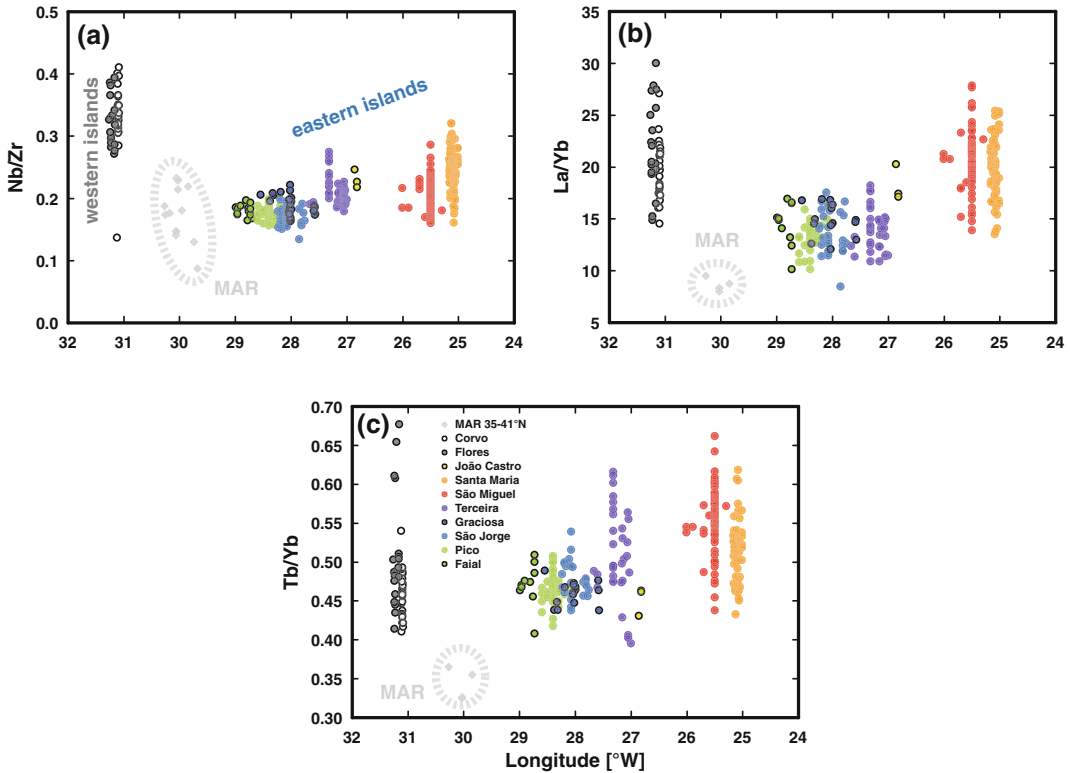 (a)
Nb/Zr
0.5
0.4
0.3
0.2
0.1
0.0
western islands
eastern islands
MAR
32 31 30 29 28 27 26 25 24
(b)
La/Yb
35
30
25
20
15
10
5
MAR
32 31 30 29 28 27 26 25 24
(c)
Tb/Yb
0.70
0.65
0.60
0.55
0.50
0.45
0.40
0.35
0.30
MAR 35-41°N
Corvo
Flores
João Castro
Santa Maria
São Miguel
Terceira
Graciosa
São Jorge
Pico
Faial
MAR
32 31 30 29 28 27 26 25 24
Longitude [°W]